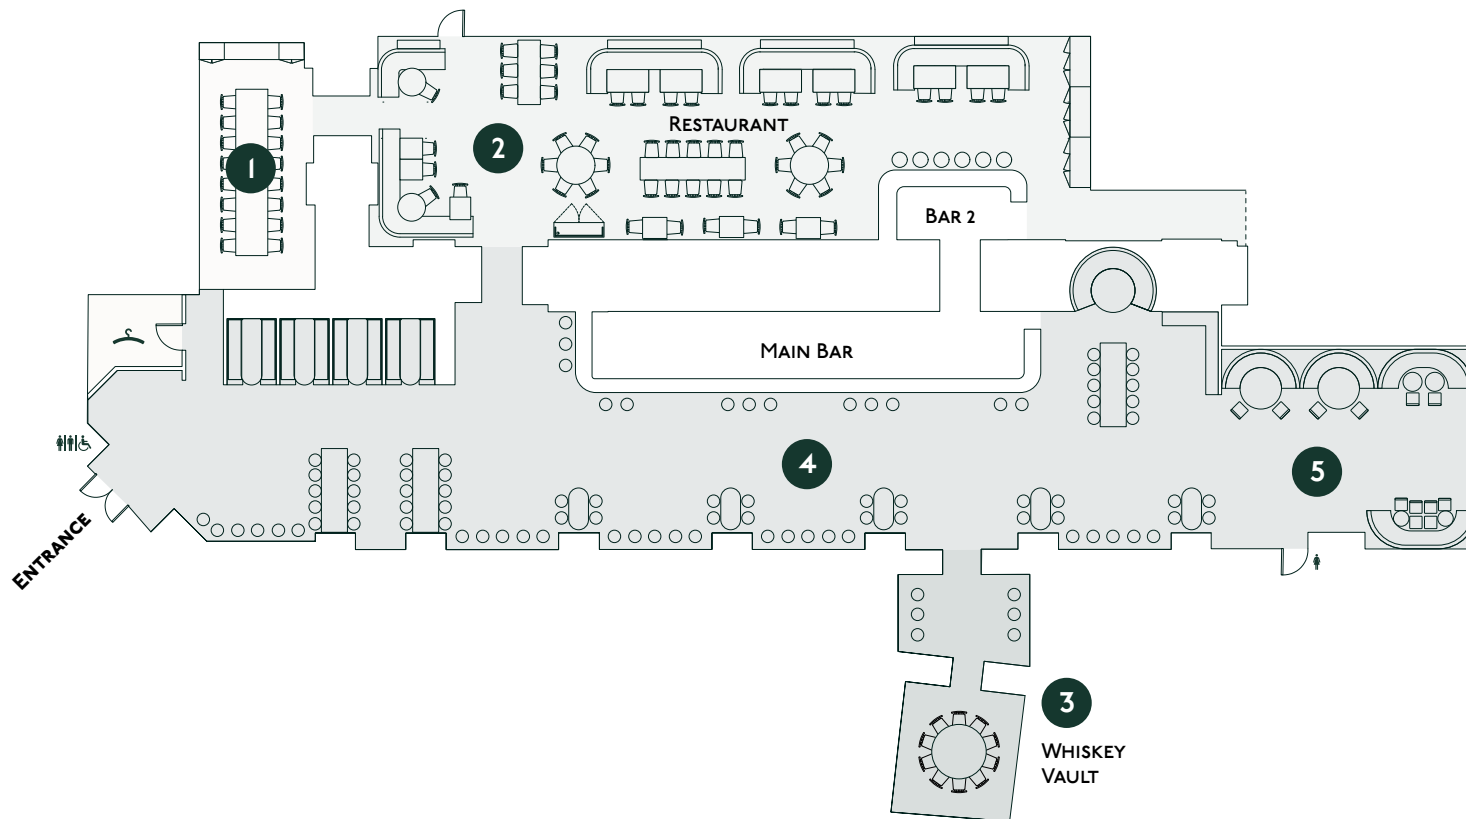 RESTAURANT
1
2
BAR 2
MAIN BAR
4
5
ENTRANCE
3
WHISKEY
VAULT